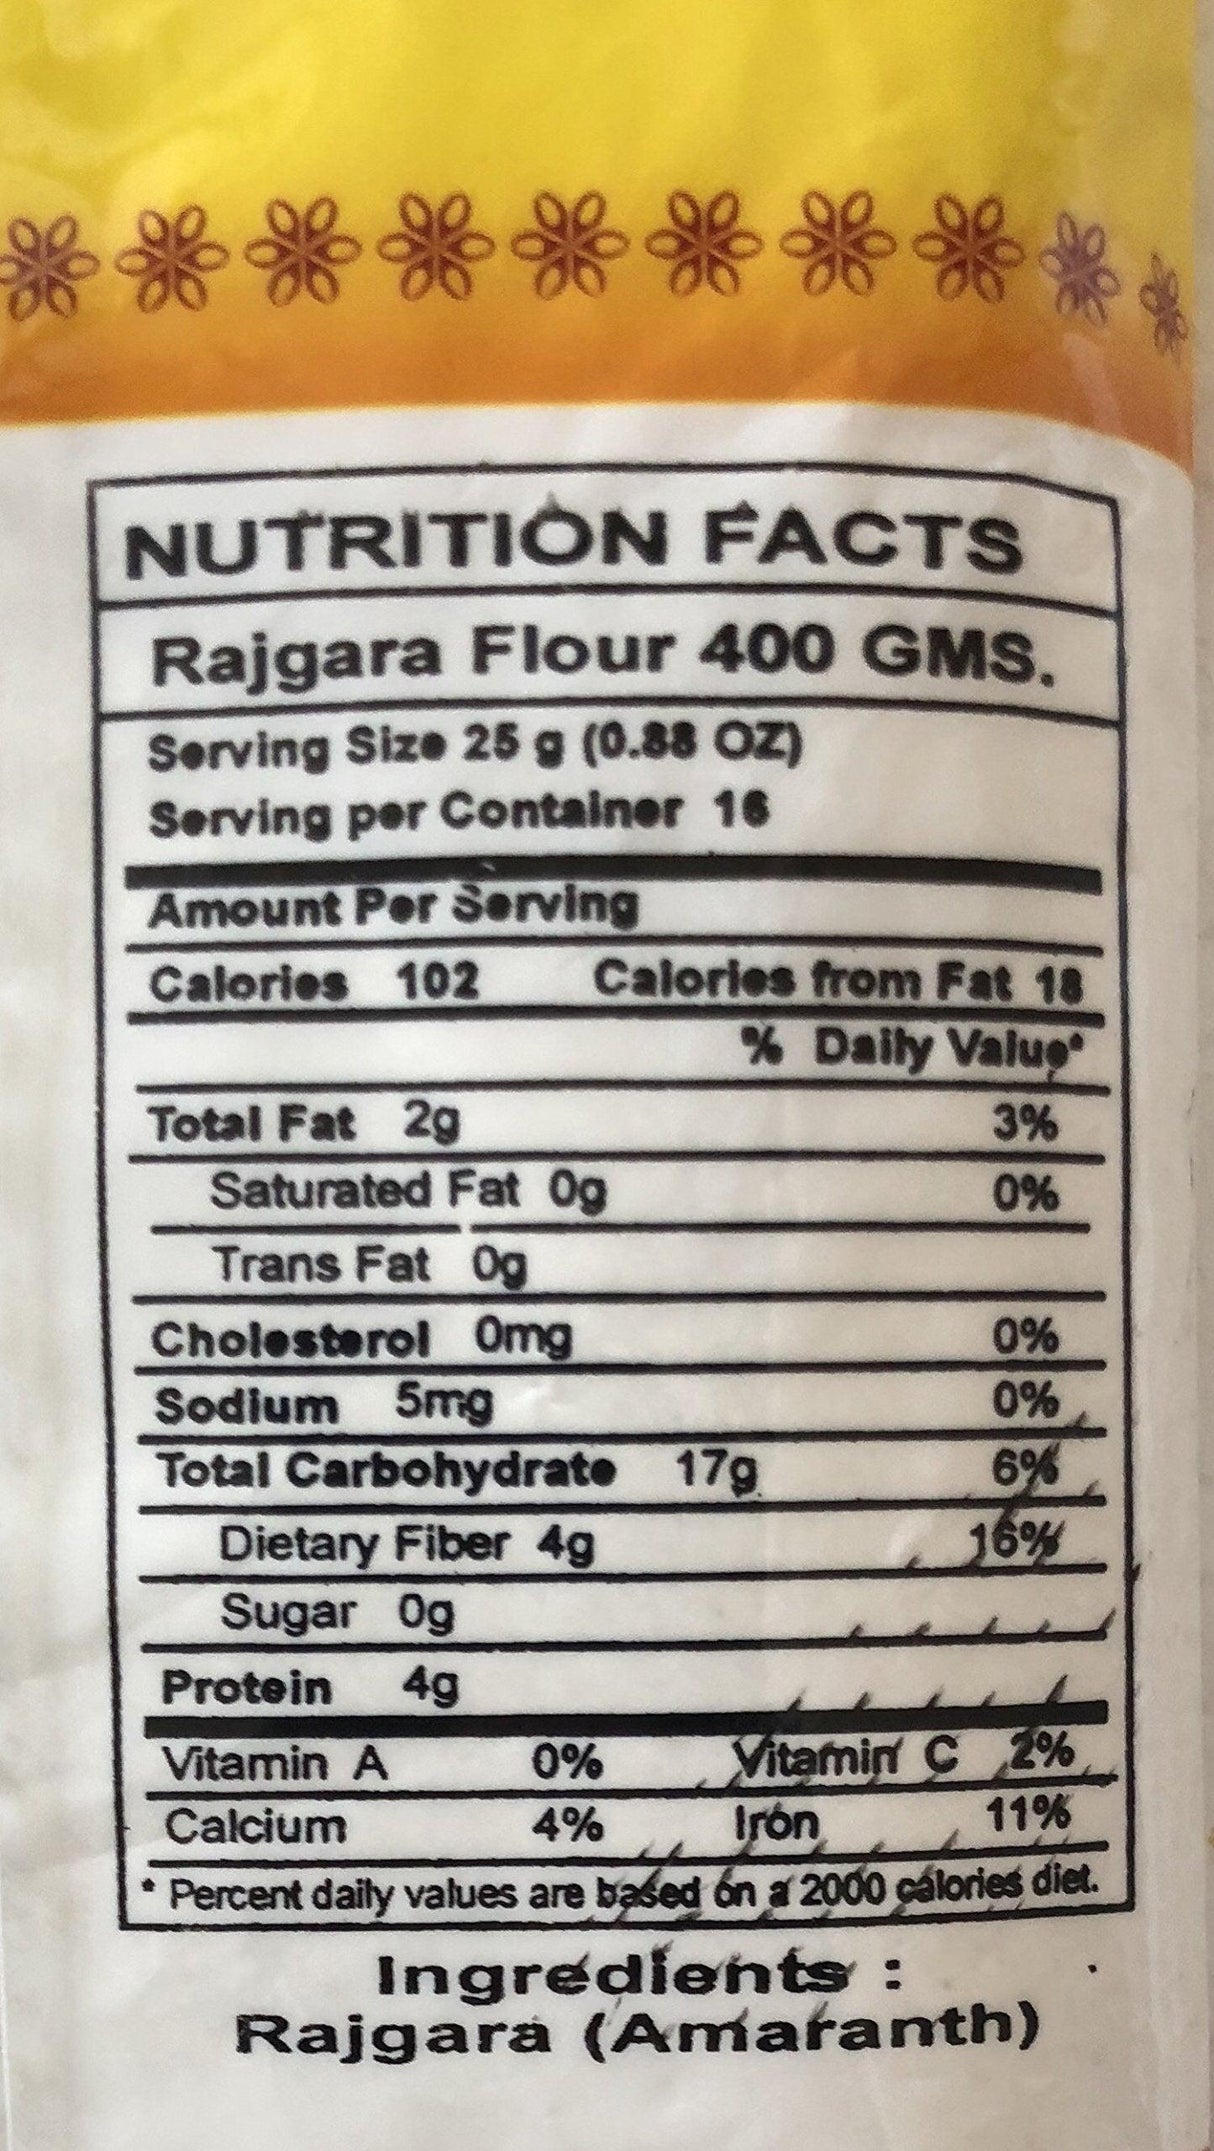 NUTRITION FACTS
Rajgara Flour 400 GMS.
Serving Size 25 g (0.88 OZ)
Serving per Container 16
Amount Per Serving
Calories 102 Calories from Fat 18
% Daily Value*
Total Fat 2g 3%
Saturated Fat 0g 0%
Trans Fat 0g
Cholesterol 0mg 0%
Sodium 5mg 0%
Total Carbohydrate 17g 6%
Dietary Fiber 4g 16%
Sugar 0g
Protein 4g
Vitamin A 0% Vitamin C 2%
Calcium 4% Iron 11%
* Percent daily values are based on a 2000 calories diet.
Ingredients :
Rajgara (Amaranth)